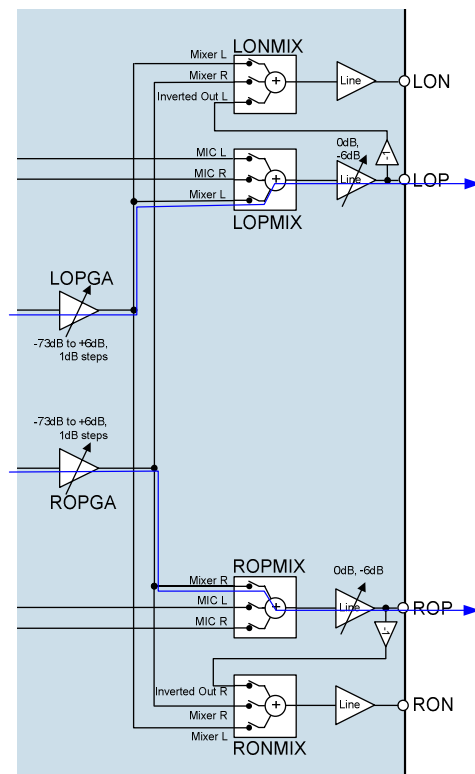 LONMIX
Mixer L
Mixer R
Inverted Out L
+
Line
LON
0dB,
-6dB
-1
MIC L
MIC R
Mixer L
+
Line
LOP
LOPMIX
LOPGA
-73dB to +6dB,
1dB steps
-73dB to +6dB,
1dB steps
ROPGA
ROPMIX
0dB, -6dB
Mixer R
MIC L
MIC R
+
Line
ROP
-1
Inverted Out R
Mixer R
Mixer L
+
Line
RON
RONMIX